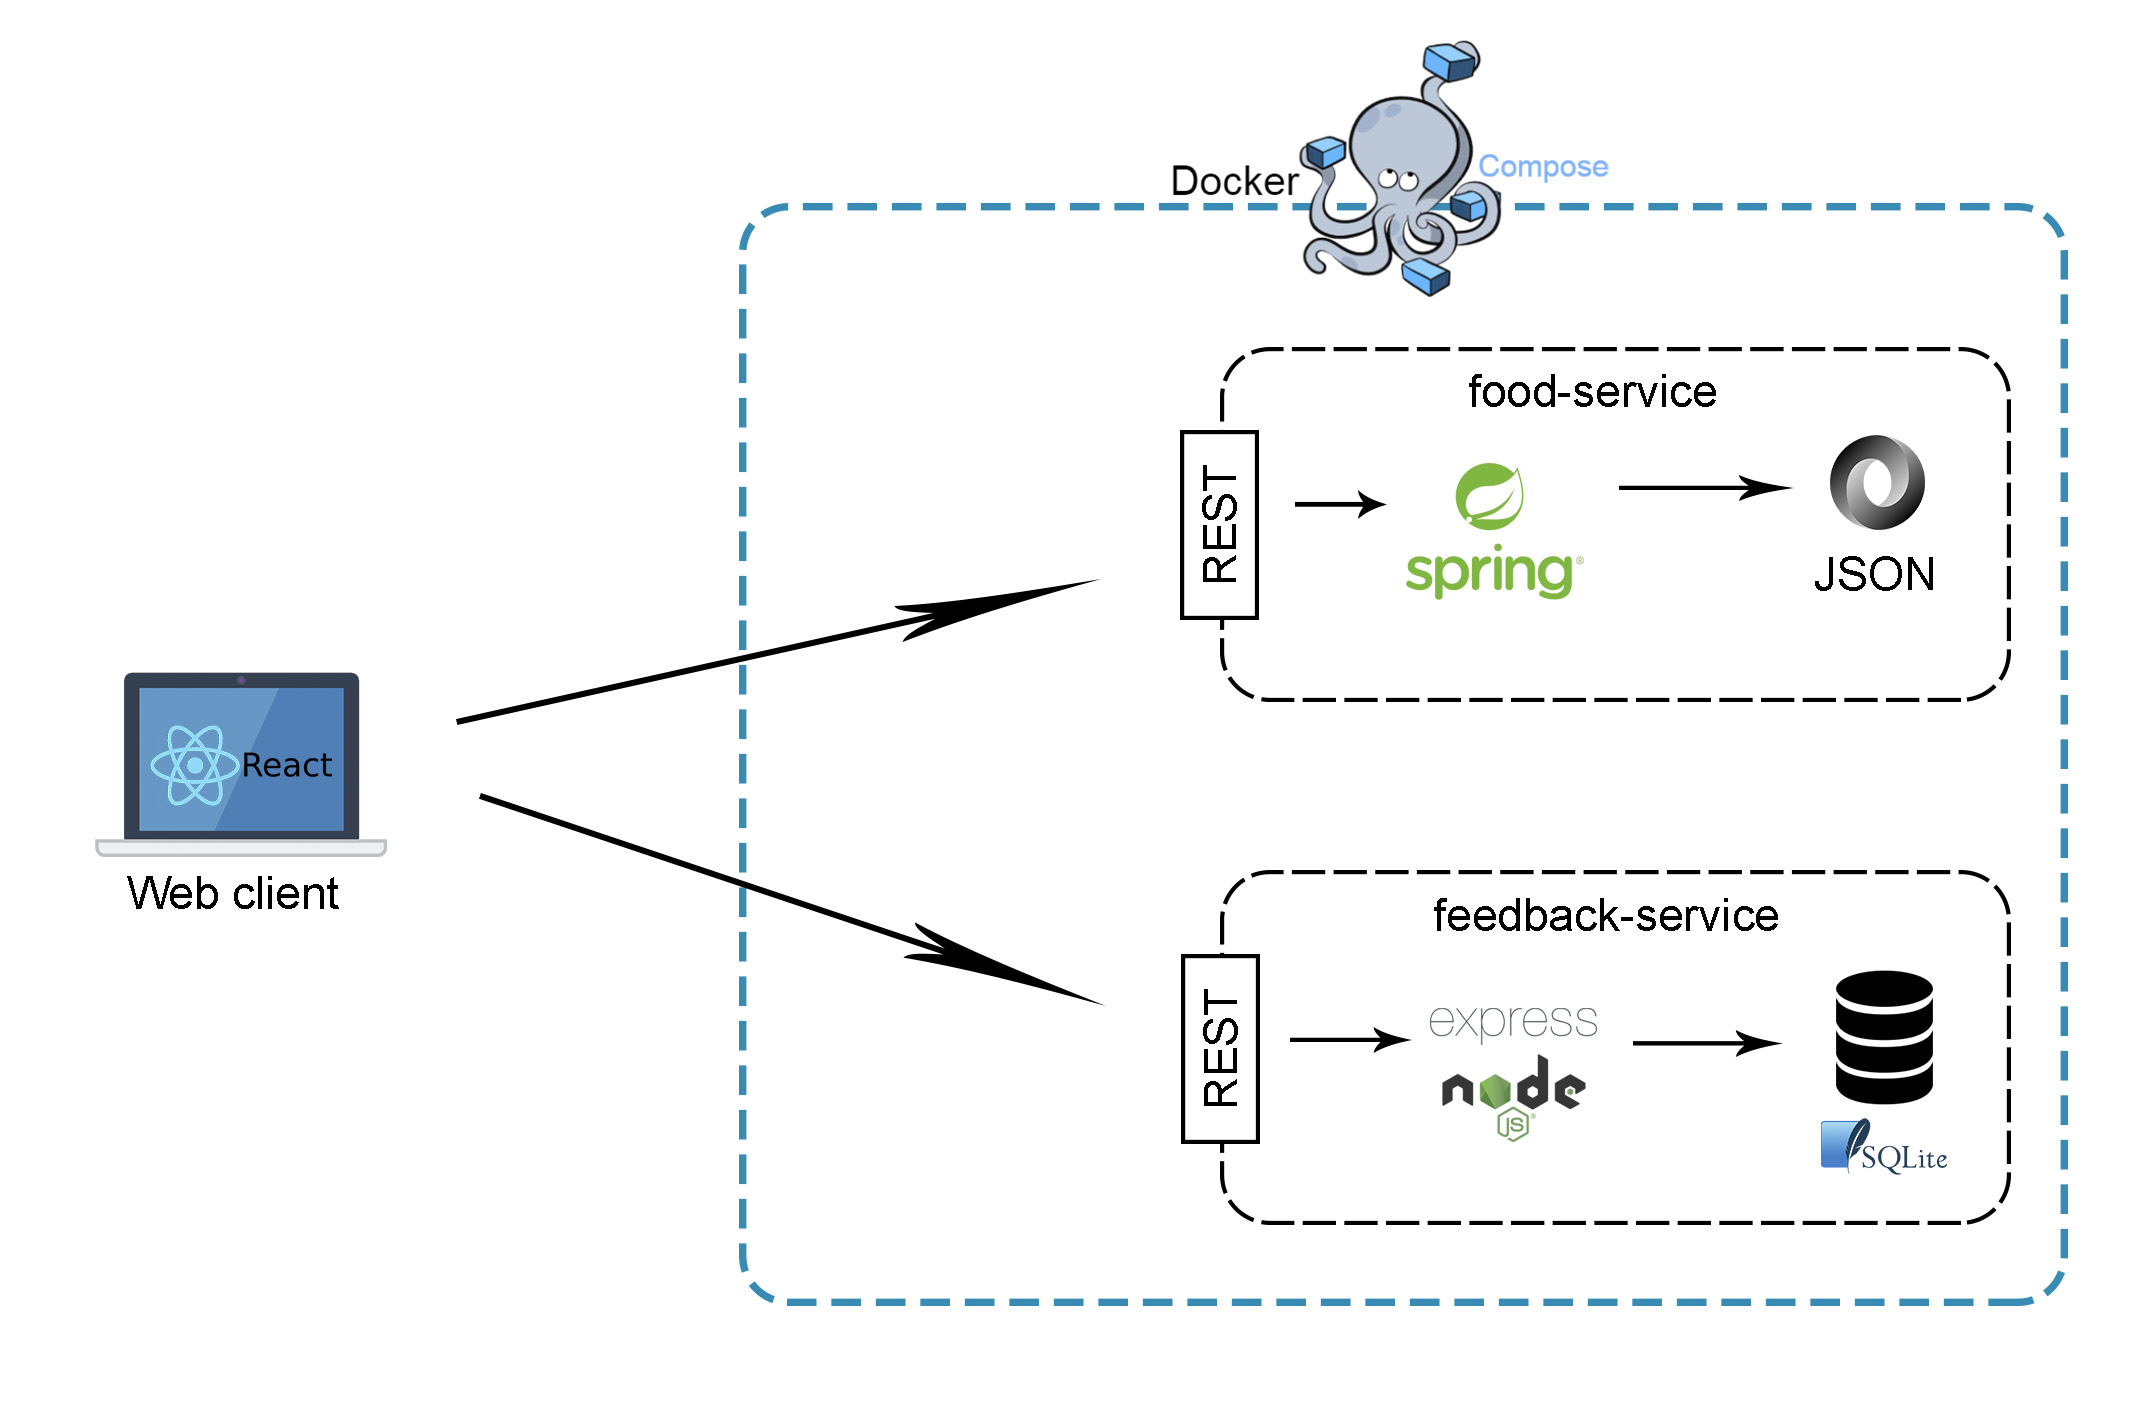 Docker
Compose
food-service
REST
spring®
JSON
React
Web client
feedback-service
REST
express
node
JS®
SQLite